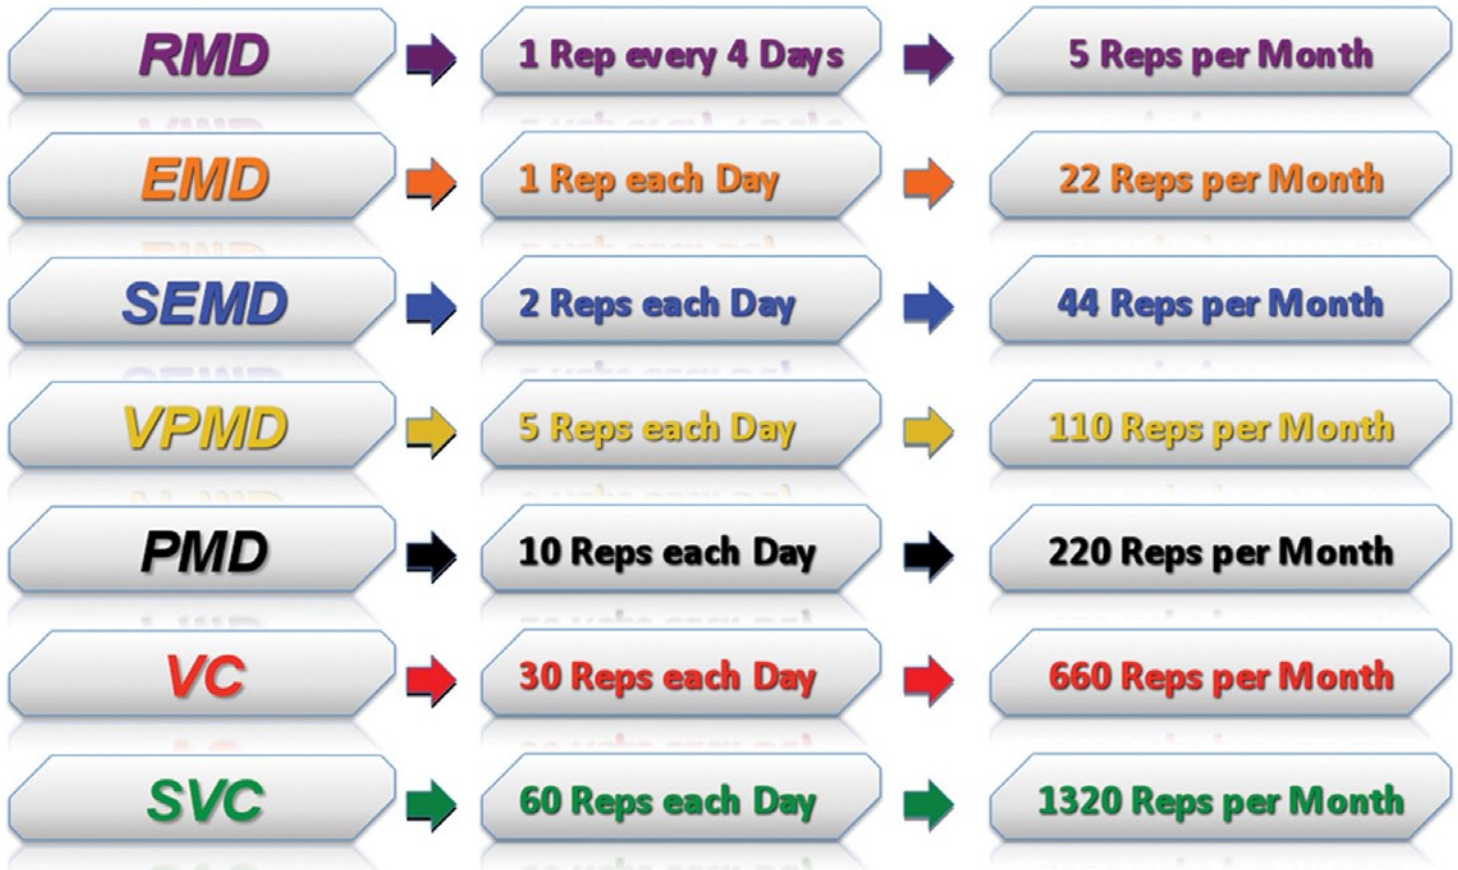 RMD 1 Rep every 4 Days 5 Reps per Month
EMD 1 Rep each Day 22 Reps per Month
SEMD 2 Reps each Day 44 Reps per Month
VPMD 5 Reps each Day 110 Reps per Month
PMD 10 Reps each Day 220 Reps per Month
VC 30 Reps each Day 660 Reps per Month
SVC 60 Reps each Day 1320 Reps per Month